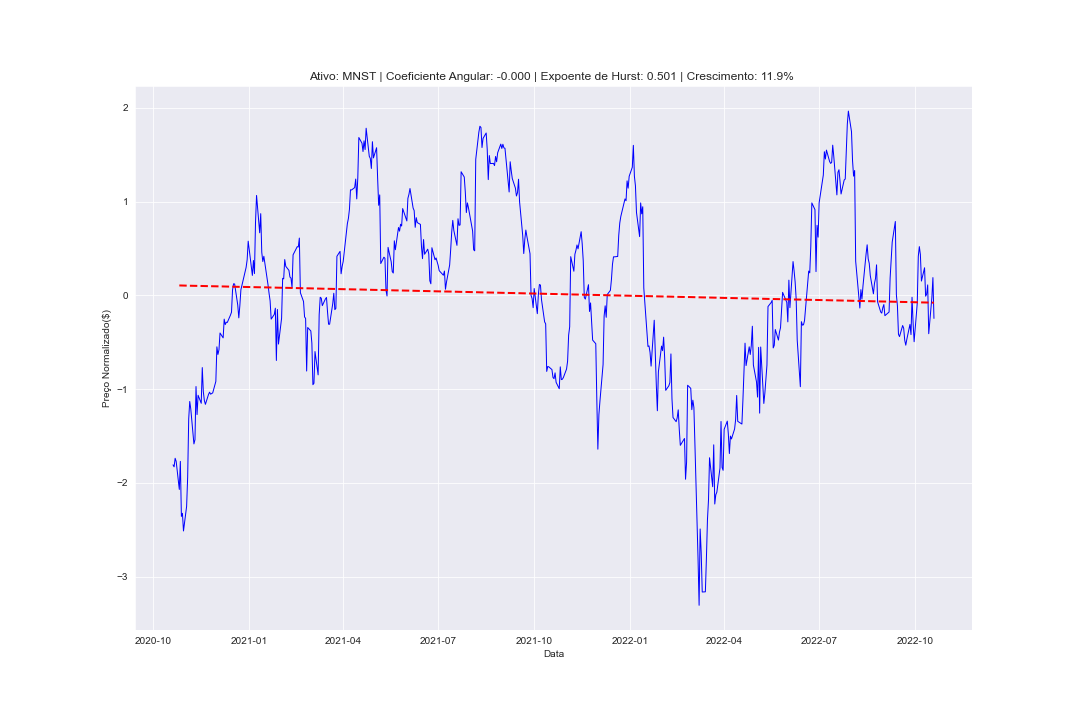 Ativo: MNST | Coeficiente Angular: -0.000 | Expoente de Hurst: 0.501 | Crescimento: 11.9%
Preço Normalizado($)
2
1
0
−1
−2
−3
2020-10 2021-01 2021-04 2021-07 2021-10 2022-01 2022-04 2022-07 2022-10
Data